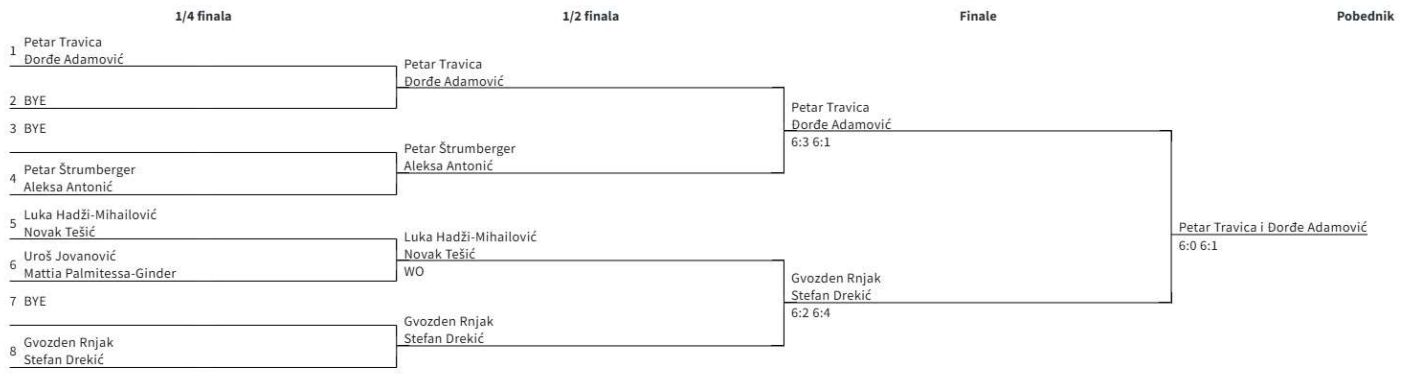 1/4 finala
1/2 finala
Finale
Pobednik
1 Petar Travica
Đorđe Adamović
2 BYE
3 BYE
4 Petar Štrumberger
Aleksa Antonić
5 Luka Hadži-Mihailović
Novak Tešić
6 Uroš Jovanović
Mattia Palmitessa-Ginder
7 BYE
8 Gvozden Rnjak
Stefan Drekić
Petar Travica
Đorđe Adamović
Petar Štrumberger
Aleksa Antonić
Luka Hadži-Mihailović
Novak Tešić
WO
Gvozden Rnjak
Stefan Drekić
Petar Travica
Đorđe Adamović
6:3 6:1
Gvozden Rnjak
Stefan Drekić
6:2 6:4
Petar Travica i Đorđe Adamović
6:0 6:1